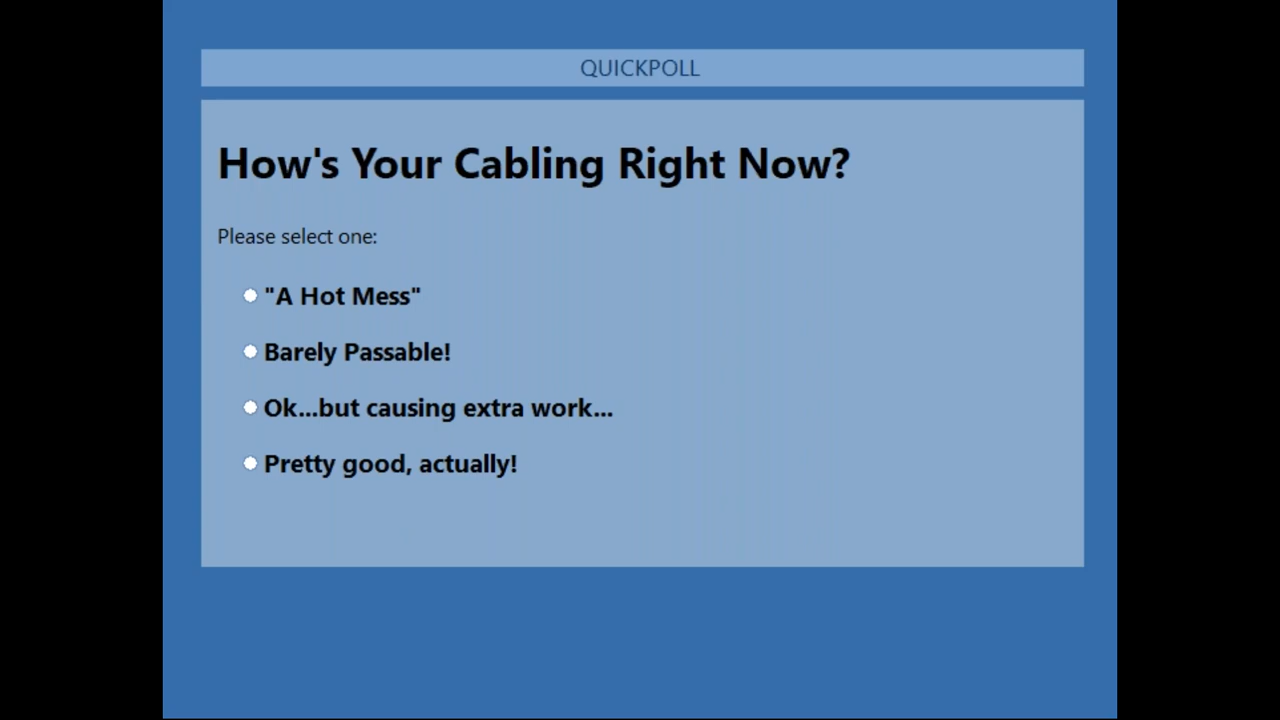 QUICKPOLL
How's Your Cabling Right Now?
Please select one:
"A Hot Mess"
Barely Passable!
Ok...but causing extra work...
Pretty good, actually!